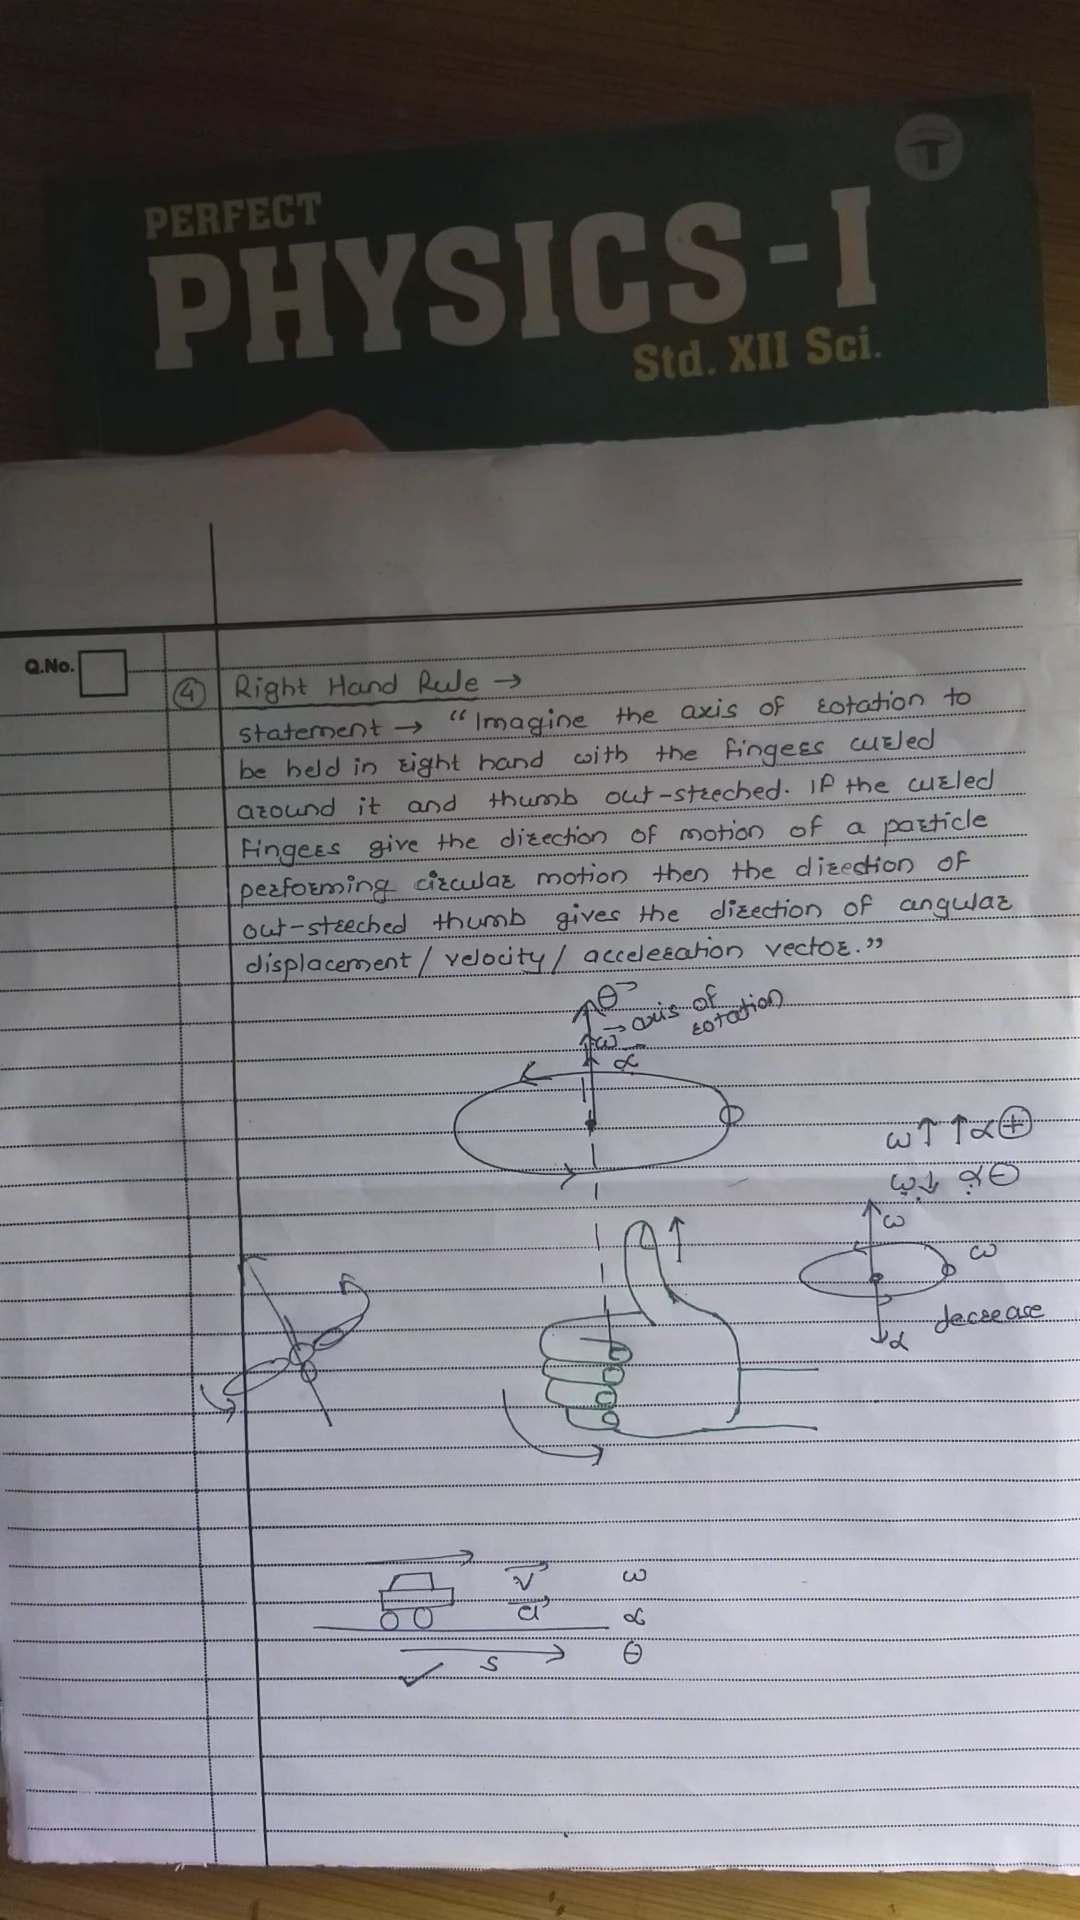 PERFECT
PHYSICS-I
Std. XII Sci.
Q.No.
④ Right Hand Rule →
statement → “Imagine the axis of rotation to
be held in right hand with the fingers curled
around it and thumb out-streched. If the curled
fingers give the direction of motion of a particle
performing circular motion then the direction of
out-streched thumb gives the direction of angular
displacement / velocity / acceleration vector.”
θ
→ axis of
rotation
ω
α
ω↑ ↑α⊕
ω↓ α⊖
ω
ω
decrease
α
v ω
a α
s θ